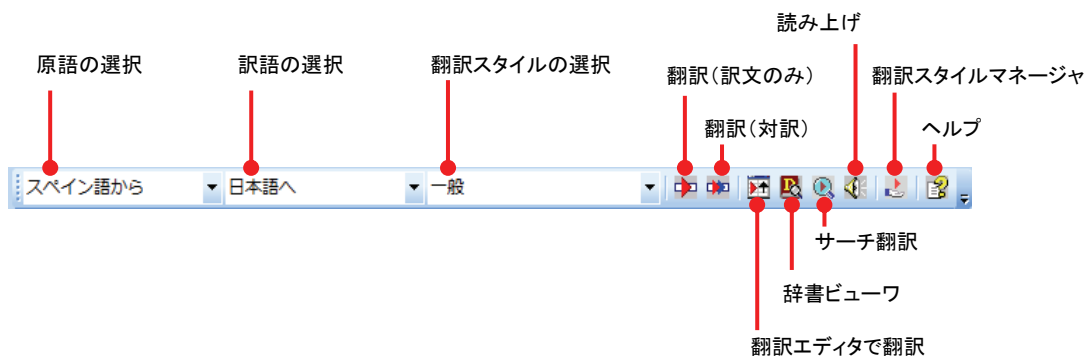 読み上げ
原語の選択
訳語の選択
翻訳スタイルの選択
翻訳(訳文のみ)
翻訳スタイルマネージャ
翻訳(対訳)
ヘルプ
スペイン語から
日本語へ
一般
サーチ翻訳
辞書ビューワ
翻訳エディタで翻訳